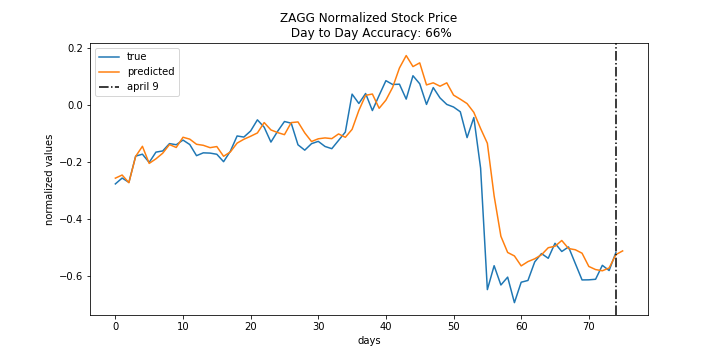 ZAGG Normalized Stock Price
Day to Day Accuracy: 66%
true
predicted
april 9
normalized values
0.2
0.0
−0.2
−0.4
−0.6
0 10 20 30 40 50 60 70
days